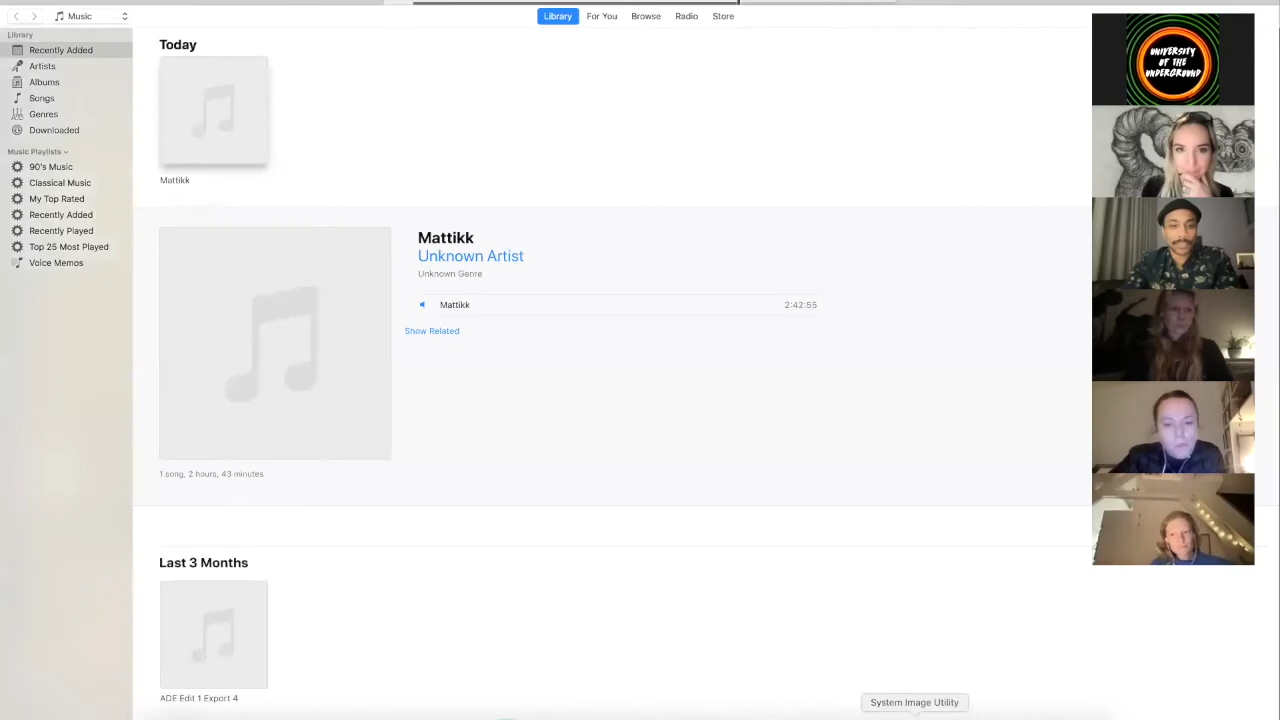 Music
Library
For You
Browse
Radio
Store
Library
Recently Added
Artists
Albums
Songs
Genres
Downloaded
Music Playlists
90's Music
Classical Music
My Top Rated
Recently Added
Recently Played
Top 25 Most Played
Voice Memos
Today
Mattikk
Mattikk
Unknown Artist
Unknown Genre
Mattikk 2:42:55
Show Related
1 song, 2 hours, 43 minutes
Last 3 Months
ADE Edit 1 Export 4
System Image Utility
UNIVERSITY
OF THE
UNDERGROUND